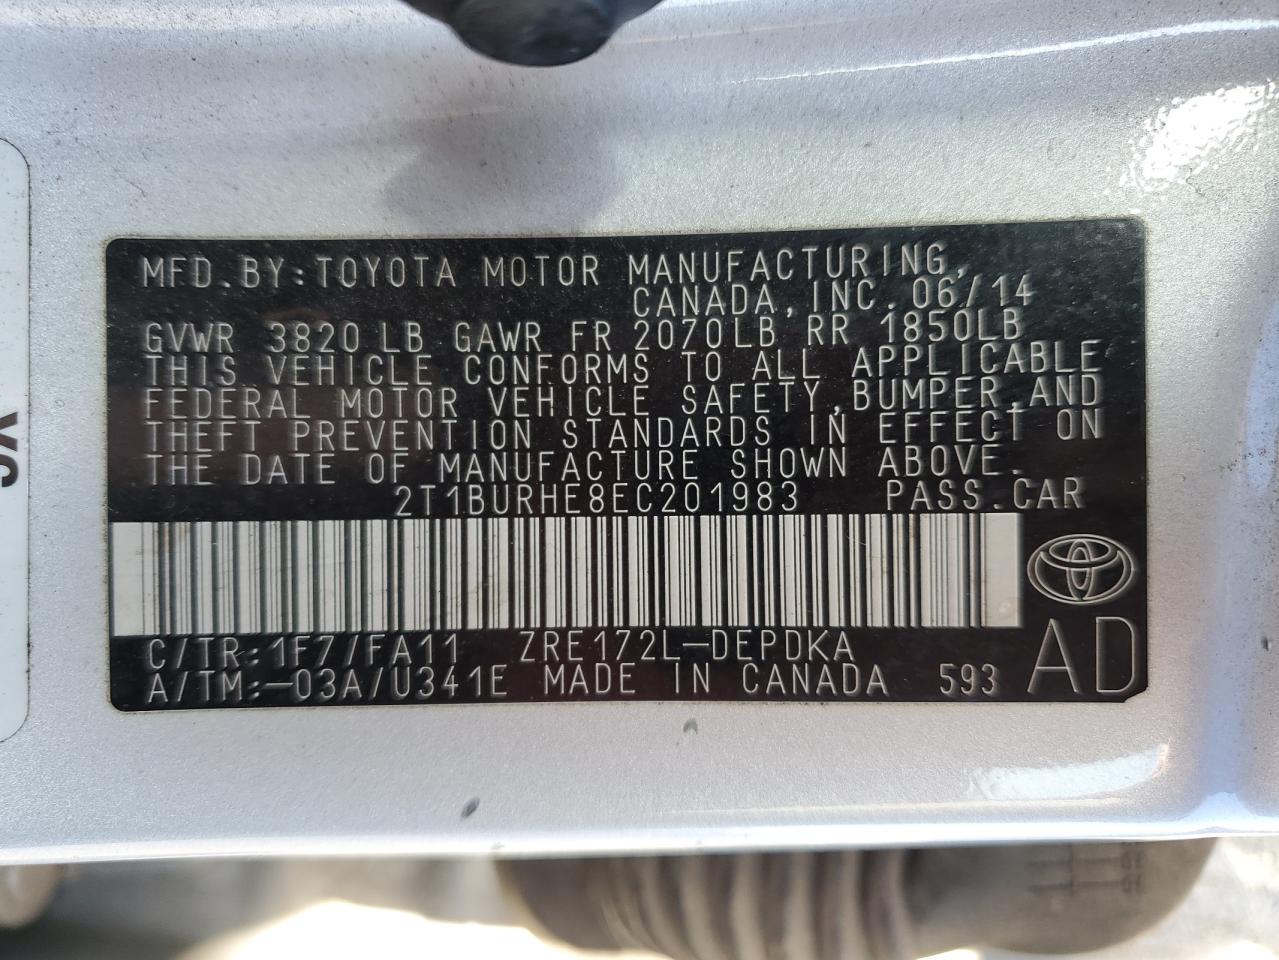 MFD.BY:TOYOTA MOTOR MANUFACTURING,
CANADA,INC.06/14
GVWR 3820 LB GAWR FR 2070LB RR 1850LB
THIS VEHICLE CONFORMS TO ALL APPLICABLE
FEDERAL MOTOR VEHICLE SAFETY,BUMPER,AND
THEFT PREVENTION STANDARDS IN EFFECT ON
THE DATE OF MANUFACTURE SHOWN ABOVE.
2T1BURHE8EC201983 PASS.CAR
C/TR:1F7/FA11 ZRE172L-DEPDKA
A/TM:-03A/U341E MADE IN CANADA 593
AD